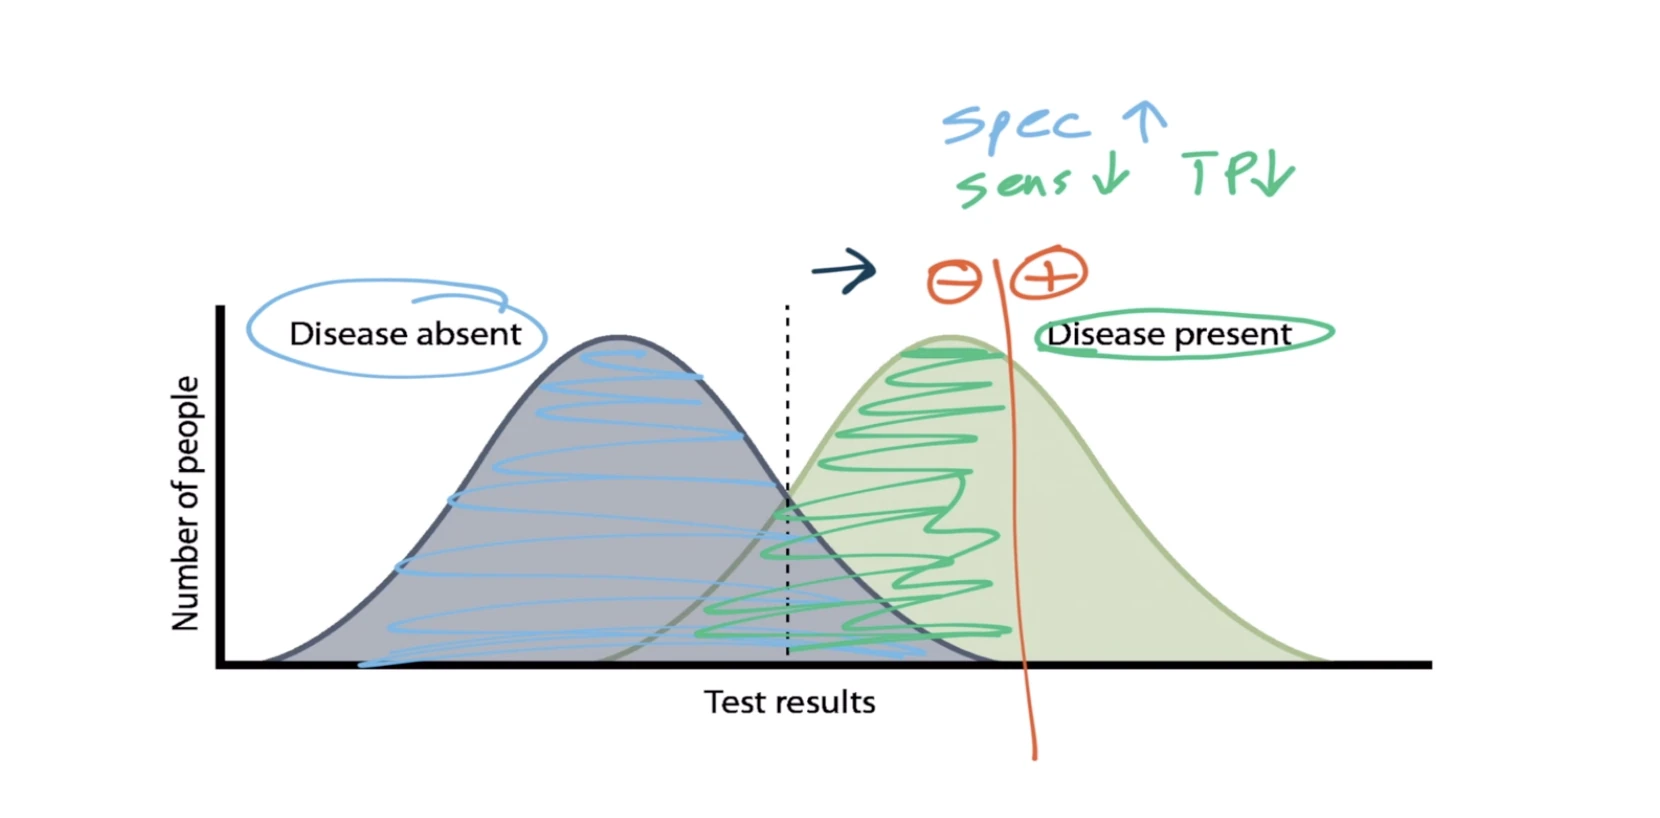 spec ↑
sens ↓ TP↓
→ ⊖ ⊕
Disease absent
Disease present
Number of people
Test results